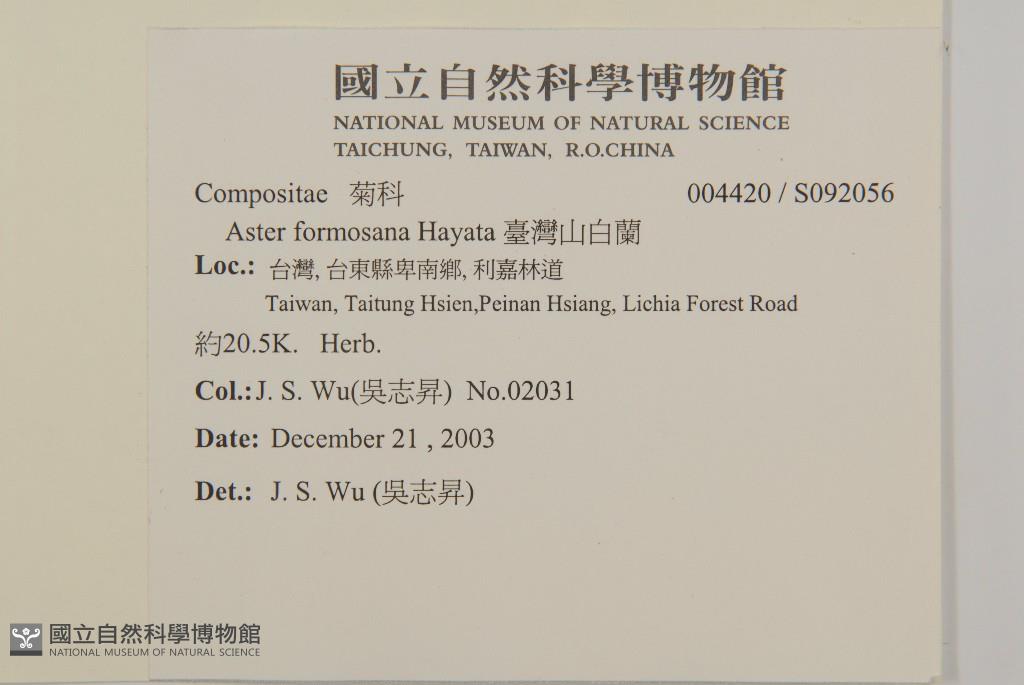 國立自然科學博物館
NATIONAL MUSEUM OF NATURAL SCIENCE
TAICHUNG, TAIWAN, R.O.CHINA
Compositae 菊科 004420 / S092056
Aster formosana Hayata 臺灣山白蘭
Loc.: 台灣, 台東縣卑南鄉, 利嘉林道
Taiwan, Taitung Hsien,Peinan Hsiang, Lichia Forest Road
約20.5K. Herb.
Col.:J. S. Wu(吳志昇) No.02031
Date: December 21 , 2003
Det.: J. S. Wu (吳志昇)
國立自然科學博物館
NATIONAL MUSEUM OF NATURAL SCIENCE